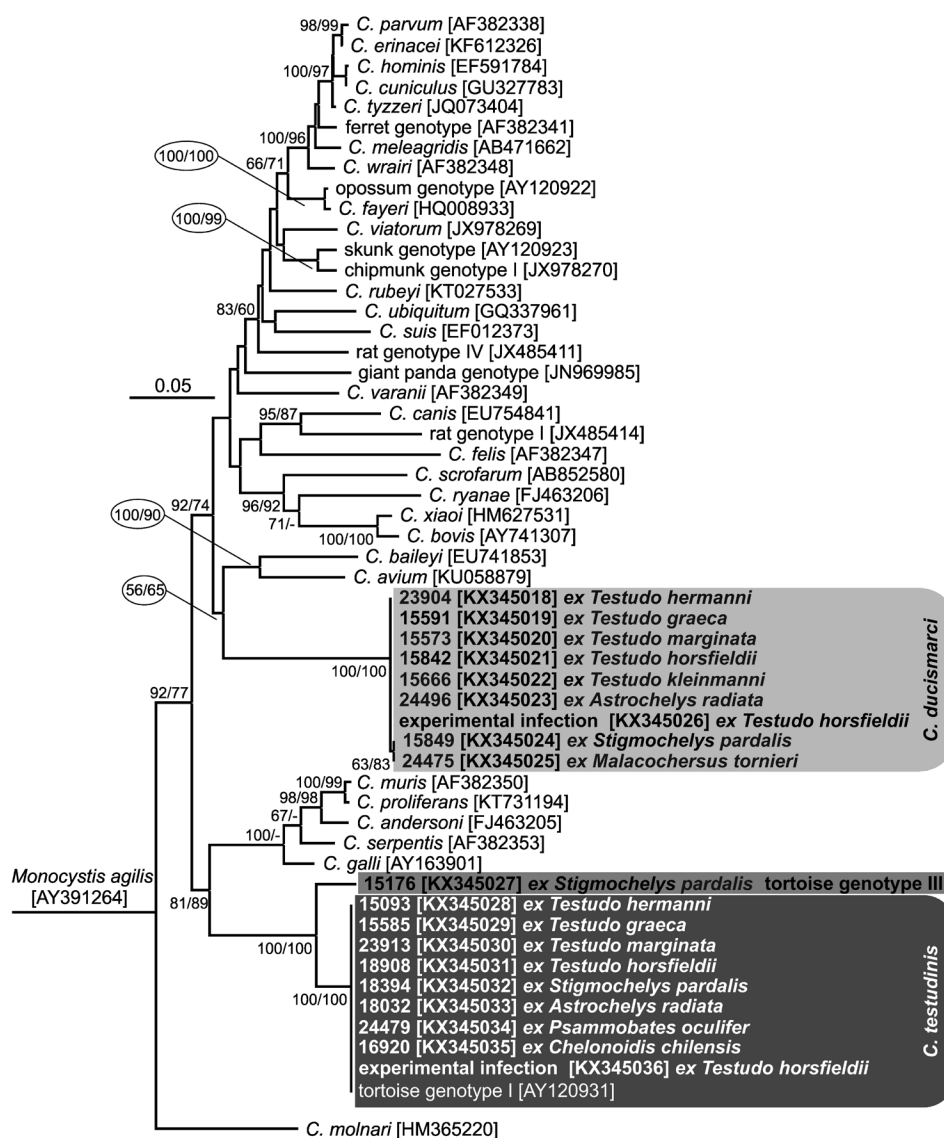 98/99
C. parvum [AF382338]
C. erinacei [KF612326]
100/97
C. hominis [EF591784]
C. cuniculus [GU327783]
C. tyzzeri [JQ073404]
ferret genotype [AF382341]
100/96
C. meleagridis [AB471662]
100/100
66/71
C. wrairi [AF382348]
opossum genotype [AY120922]
C. fayeri [HQ008933]
100/99
C. viatorum [JX978269]
skunk genotype [AY120923]
chipmunk genotype I [JX978270]
C. rubeyi [KT027533]
83/60
C. ubiquitum [GQ337961]
C. suis [EF012373]
rat genotype IV [JX485411]
giant panda genotype [JN969985]
0.05
C. varanii [AF382349]
95/87
C. canis [EU754841]
rat genotype I [JX485414]
C. felis [AF382347]
C. scrofarum [AB852580]
92/74
96/92
C. ryanae [FJ463206]
100/90
71/-
C. xiaoi [HM627531]
100/100
C. bovis [AY741307]
C. baileyi [EU741853]
C. avium [KU058879]
56/65
23904 [KX345018] ex Testudo hermanni
15591 [KX345019] ex Testudo graeca
15573 [KX345020] ex Testudo marginata
15842 [KX345021] ex Testudo horsfieldii
100/100
15666 [KX345022] ex Testudo kleinmanni
24496 [KX345023] ex Astrochelys radiata
experimental infection [KX345026] ex Testudo horsfieldii
15849 [KX345024] ex Stigmochelys pardalis
63/83
24475 [KX345025] ex Malacochersus tornieri
C. ducismarci
92/77
100/99
C. muris [AF382350]
98/98
C. proliferans [KT731194]
67/-
C. andersoni [FJ463205]
100/-
C. serpentis [AF382353]
C. galli [AY163901]
Monocystis agilis
[AY391264]
81/89
15176 [KX345027] ex Stigmochelys pardalis tortoise genotype III
100/100
15093 [KX345028] ex Testudo hermanni
15585 [KX345029] ex Testudo graeca
23913 [KX345030] ex Testudo marginata
18908 [KX345031] ex Testudo horsfieldii
100/100
18394 [KX345032] ex Stigmochelys pardalis
18032 [KX345033] ex Astrochelys radiata
24479 [KX345034] ex Psammobates oculifer
16920 [KX345035] ex Chelonoidis chilensis
experimental infection [KX345036] ex Testudo horsfieldii
tortoise genotype I [AY120931]
C. testudinis
C. molnari [HM365220]